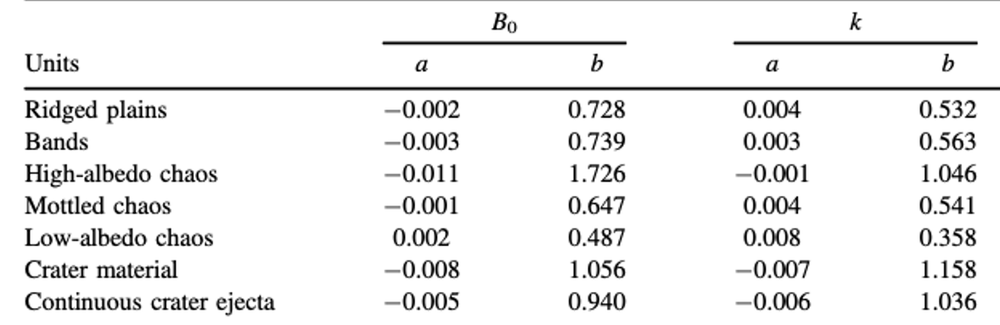 B₀ k
Units a b a b
Ridged plains −0.002 0.728 0.004 0.532
Bands −0.003 0.739 0.003 0.563
High-albedo chaos −0.011 1.726 −0.001 1.046
Mottled chaos −0.001 0.647 0.004 0.541
Low-albedo chaos 0.002 0.487 0.008 0.358
Crater material −0.008 1.056 −0.007 1.158
Continuous crater ejecta −0.005 0.940 −0.006 1.036